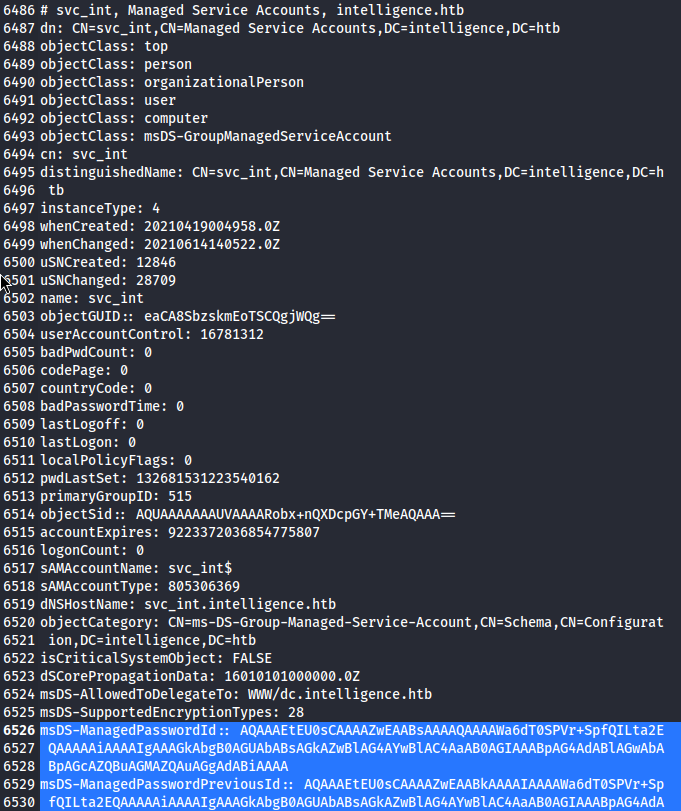 6486 # svc_int, Managed Service Accounts, intelligence.htb
6487 dn: CN=svc_int,CN=Managed Service Accounts,DC=intelligence,DC=htb
6488 objectClass: top
6489 objectClass: person
6490 objectClass: organizationalPerson
6491 objectClass: user
6492 objectClass: computer
6493 objectClass: msDS-GroupManagedServiceAccount
6494 cn: svc_int
6495 distinguishedName: CN=svc_int,CN=Managed Service Accounts,DC=intelligence,DC=h
6496  tb
6497 instanceType: 4
6498 whenCreated: 20210419004958.0Z
6499 whenChanged: 20210614140522.0Z
6500 uSNCreated: 12846
6501 uSNChanged: 28709
6502 name: svc_int
6503 objectGUID:: eaCA8SbzskmEoTSCQgjWQg==
6504 userAccountControl: 16781312
6505 badPwdCount: 0
6506 codePage: 0
6507 countryCode: 0
6508 badPasswordTime: 0
6509 lastLogoff: 0
6510 lastLogon: 0
6511 localPolicyFlags: 0
6512 pwdLastSet: 132681531223540162
6513 primaryGroupID: 515
6514 objectSid:: AQUAAAAAAAUVAAAARobx+nQXDcpGY+TMeAQAAA==
6515 accountExpires: 9223372036854775807
6516 logonCount: 0
6517 sAMAccountName: svc_int$
6518 sAMAccountType: 805306369
6519 dNSHostName: svc_int.intelligence.htb
6520 objectCategory: CN=ms-DS-Group-Managed-Service-Account,CN=Schema,CN=Configurat
6521  ion,DC=intelligence,DC=htb
6522 isCriticalSystemObject: FALSE
6523 dSCorePropagationData: 16010101000000.0Z
6524 msDS-AllowedToDelegateTo: WWW/dc.intelligence.htb
6525 msDS-SupportedEncryptionTypes: 28
6526 msDS-ManagedPasswordId:: AQAAAEtEU0sCAAAAZwEAABsAAAAQAAAAWa6dT0SPVr+SpfQILta2E
6527  QAAAAAiAAAAIgAAAGkAbgB0AGUAbABsAGkAZwBlAG4AYwBlAC4AaAB0AGIAAABpAG4AdABlAGwAbA
6528  BpAGcAZQBuAGMAZQAuAGgAdABiAAAA
6529 msDS-ManagedPasswordPreviousId:: AQAAAEtEU0sCAAAAZwEAABkAAAAIAAAAWa6dT0SPVr+Sp
6530  fQILta2EQAAAAAiAAAAIgAAAGkAbgB0AGUAbABsAGkAZwBlAG4AYwBlAC4AaAB0AGIAAABpAG4AdA